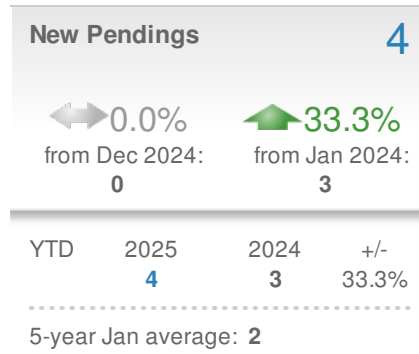 New Pendings 4
0.0% 33.3%
from Dec 2024: from Jan 2024:
0 3
YTD 2025 2024 +/-
4 3 33.3%
5-year Jan average: 2